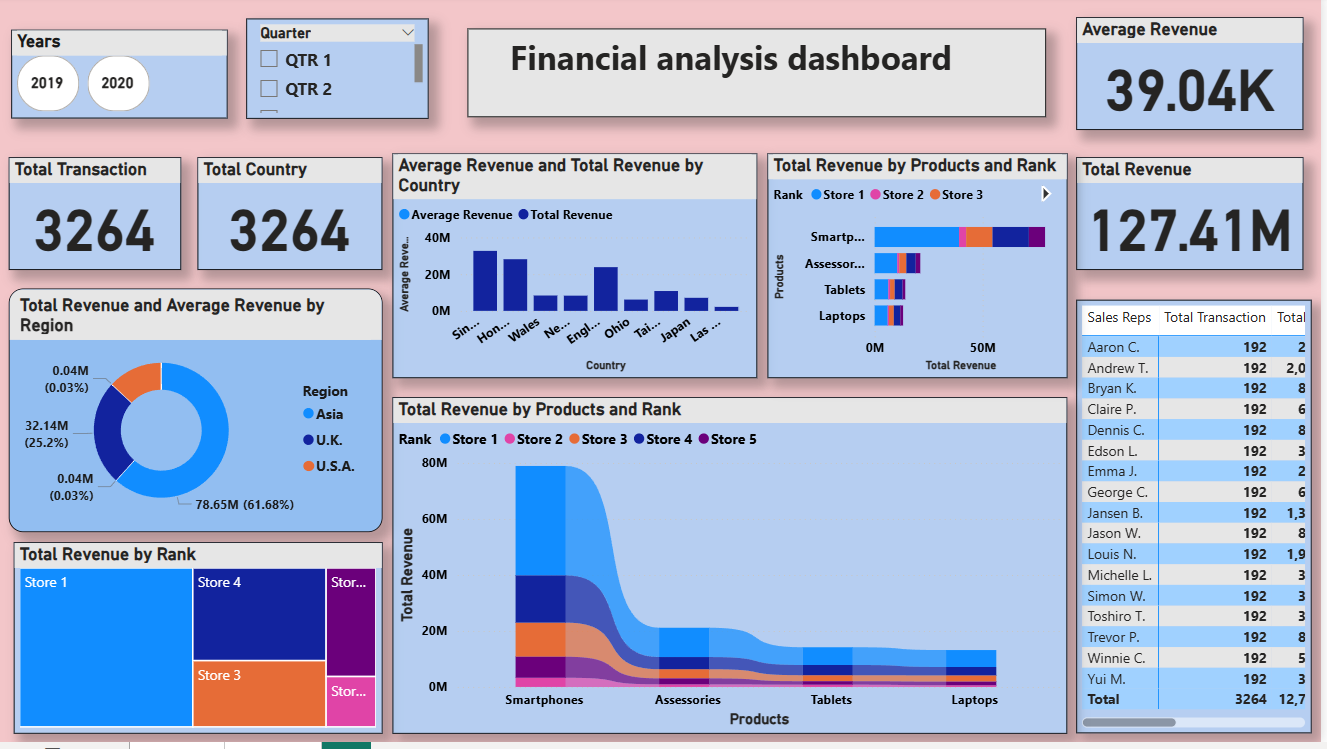 Years
2019
2020
Quarter
QTR 1
QTR 2
Financial analysis dashboard
Average Revenue
39.04K
Total Transaction
3264
Total Country
3264
Average Revenue and Total Revenue by
Country
Average Revenue Total Revenue
Average Reve...
40M
20M
0M
Sin...
Hon...
Wales
Ne...
Engl...
Ohio
Tai...
Japan
Las ...
Country
Total Revenue by Products and Rank
Rank Store 1 Store 2 Store 3
Products
Smartp...
Assessor...
Tablets
Laptops
0M 50M
Total Revenue
Total Revenue
127.41M
Total Revenue and Average Revenue by
Region
0.04M
(0.03%)
32.14M
(25.2%)
0.04M
(0.03%)
78.65M (61.68%)
Region
Asia
U.K.
U.S.A.
Total Revenue by Rank
Store 1
Store 4
Store 3
Stor...
Stor...
Total Revenue by Products and Rank
Rank Store 1 Store 2 Store 3 Store 4 Store 5
Total Revenue
80M
60M
40M
20M
0M
Smartphones
Assessories
Tablets
Laptops
Products
Sales Reps Total Transaction Total
Aaron C. 192 2
Andrew T. 192 2,0
Bryan K. 192 8
Claire P. 192 6
Dennis C. 192 8
Edson L. 192 3
Emma J. 192 2
George C. 192 6
Jansen B. 192 1,3
Jason W. 192 8
Louis N. 192 1,9
Michelle L. 192 3
Simon W. 192 3
Toshiro T. 192 3
Trevor P. 192 8
Winnie C. 192 5
Yui M. 192 3
Total 3264 12,7